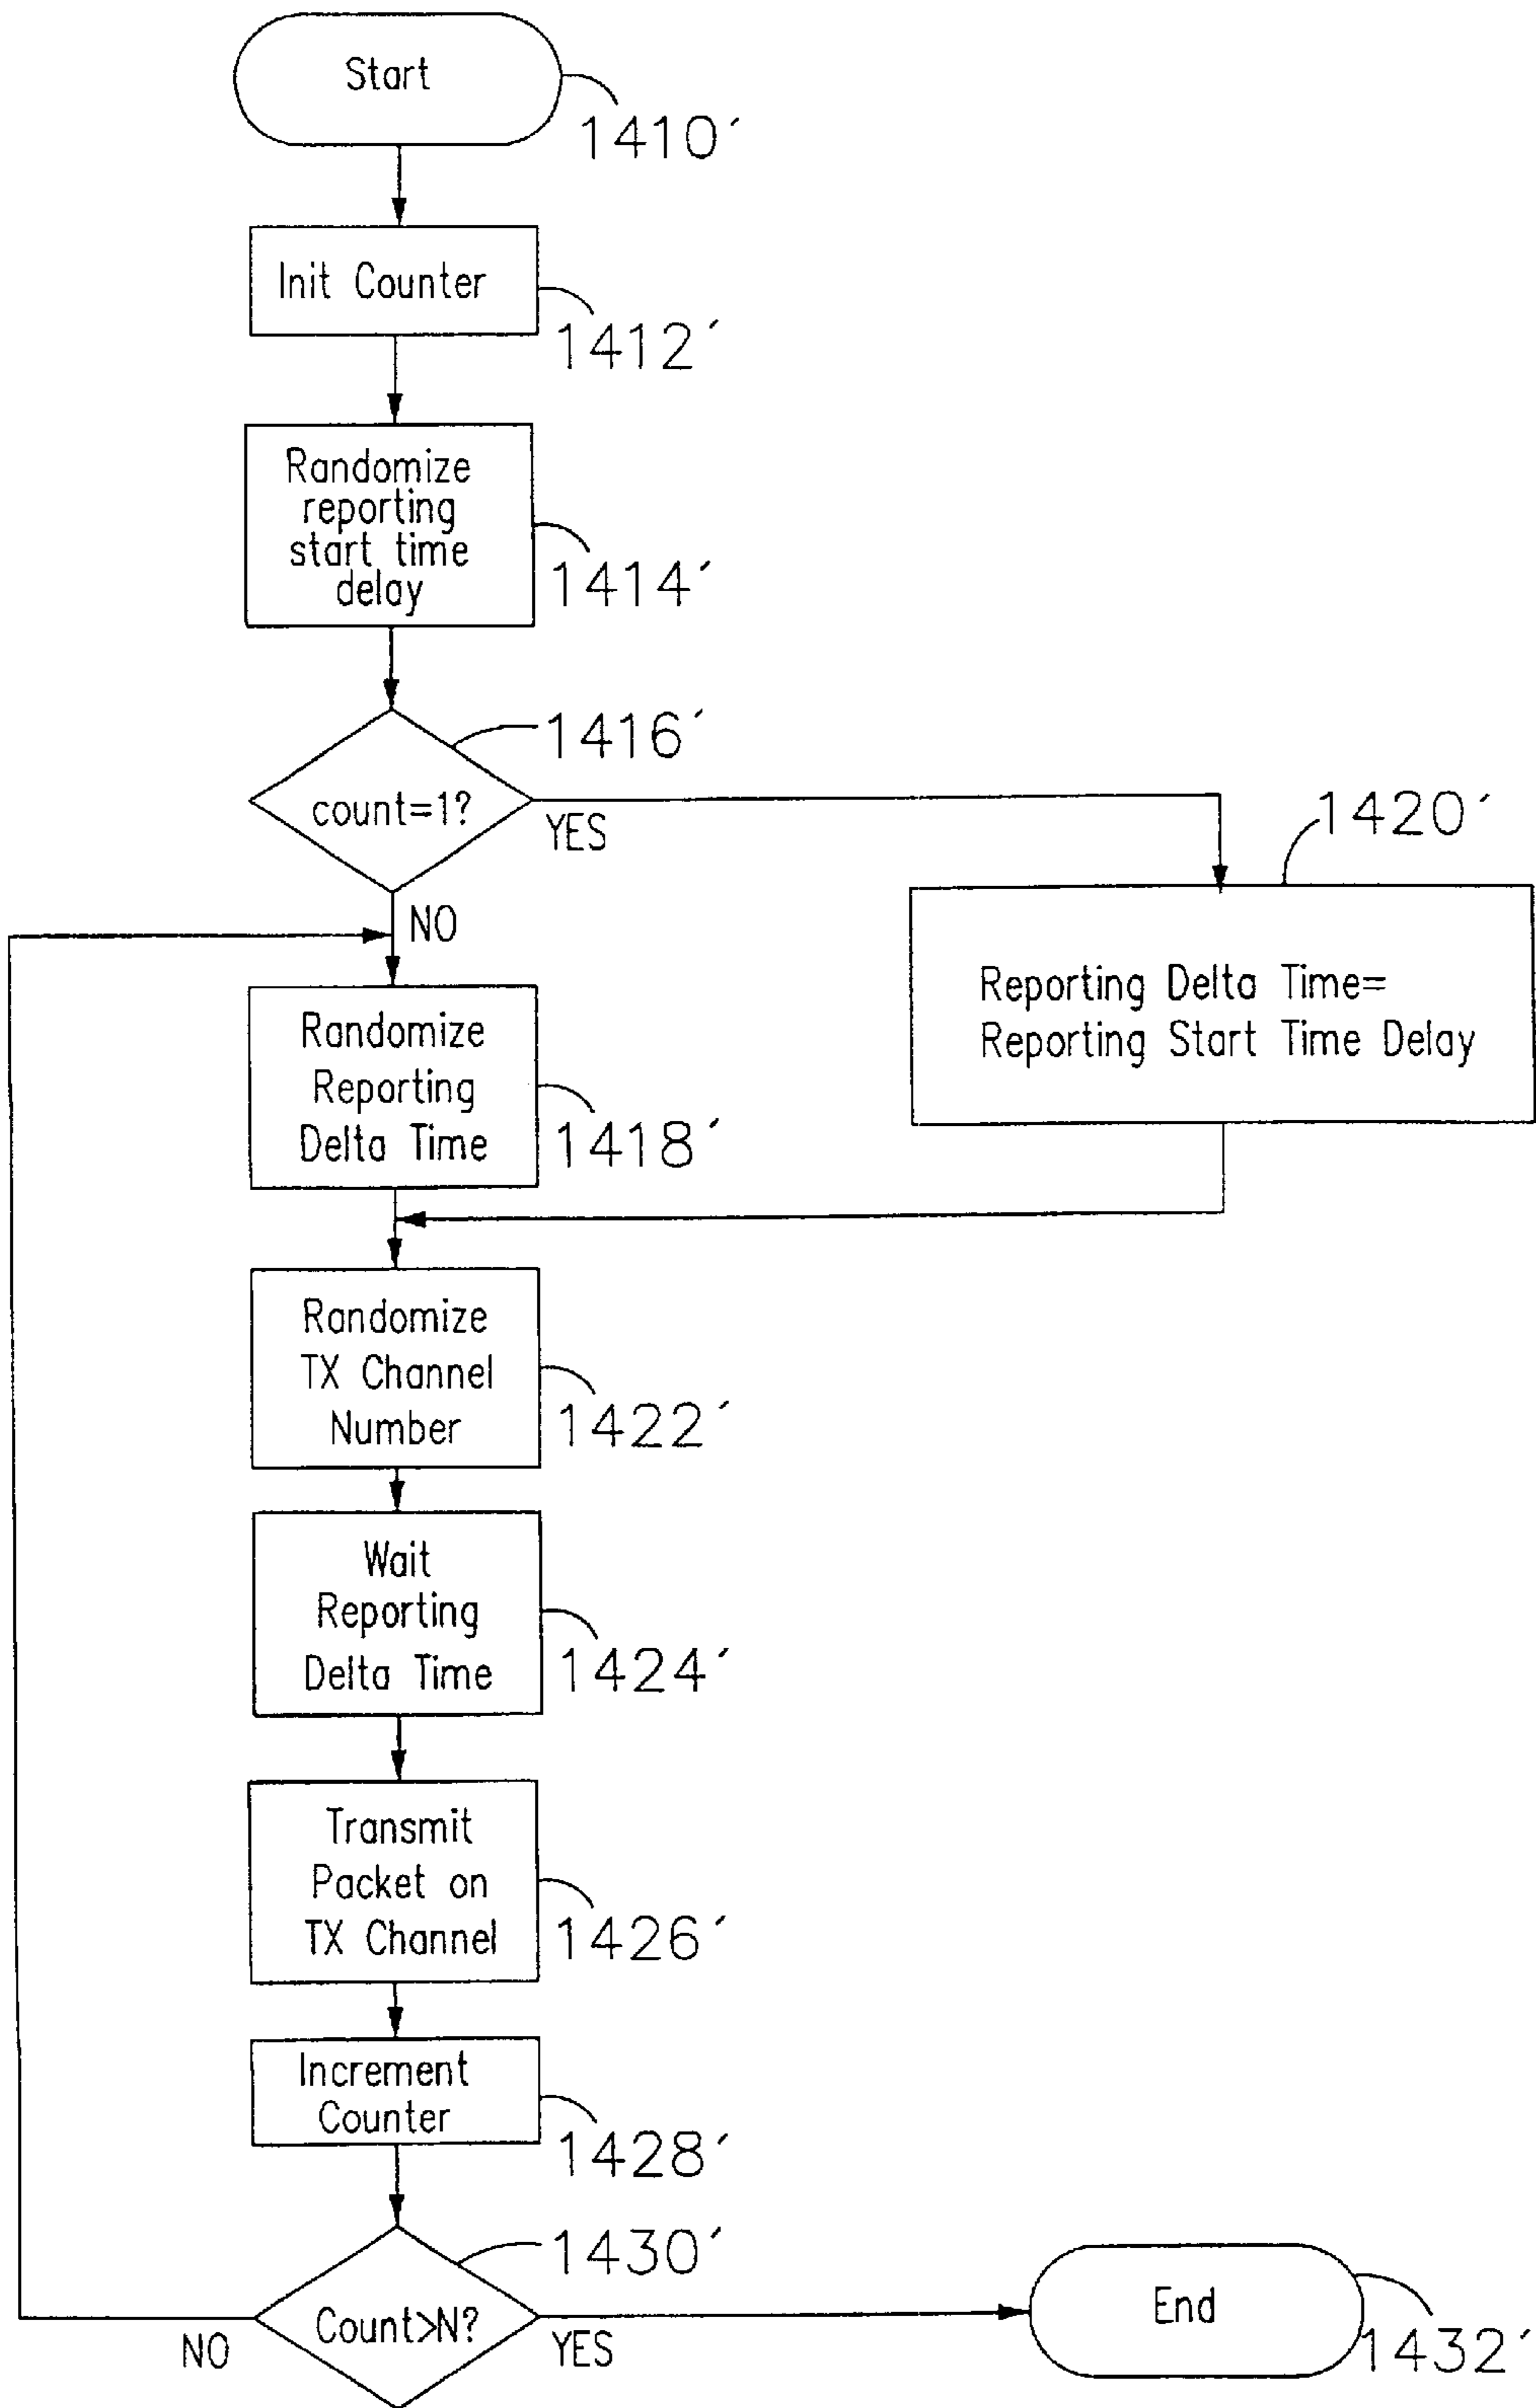 Start
1410´
Init Counter
1412´
Randomize
reporting
start time
delay
1414´
1416´
count=1?
YES
NO
1420´
Reporting Delta Time=
Reporting Start Time Delay
Randomize
Reporting
Delta Time
1418´
Randomize
TX Channel
Number
1422´
Wait
Reporting
Delta Time
1424´
Transmit
Packet on
TX Channel
1426´
Increment
Counter
1428´
1430´
Count>N?
NO
YES
End
1432´